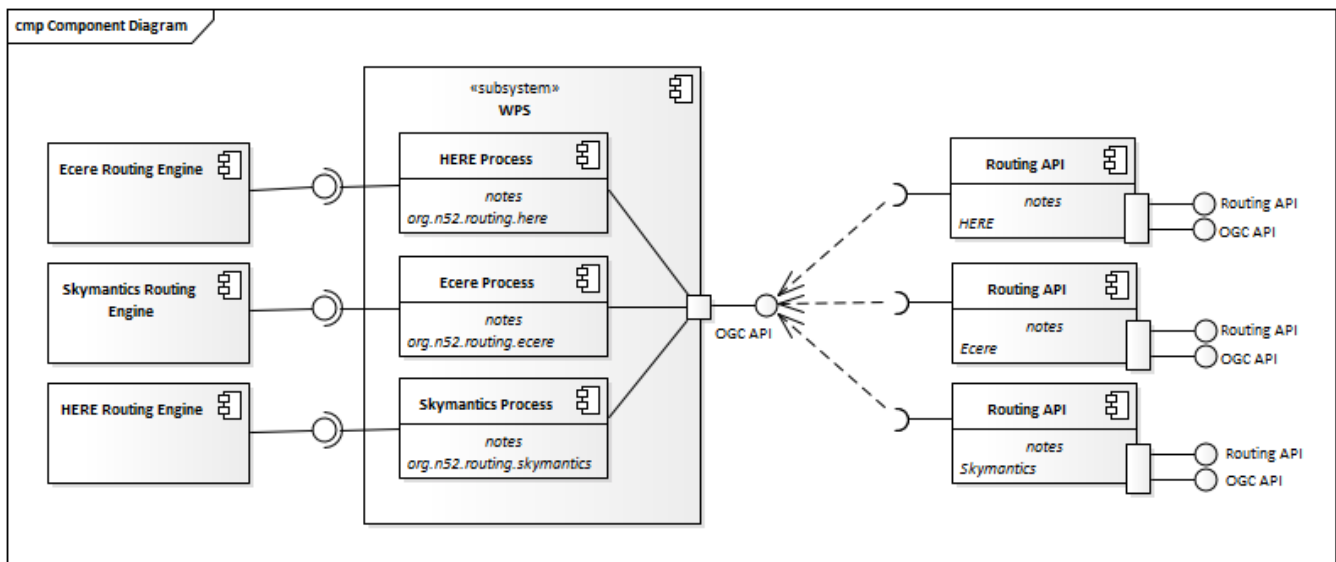 cmp Component Diagram
«subsystem»
WPS
Ecere Routing Engine
HERE Process
notes
org.n52.routing.here
Routing API
notes
HERE
Routing API
OGC API
Skymantics Routing
Engine
Ecere Process
notes
org.n52.routing.ecere
OGC API
Routing API
notes
Ecere
Routing API
OGC API
HERE Routing Engine
Skymantics Process
notes
org.n52.routing.skymantics
Routing API
notes
Skymantics
Routing API
OGC API